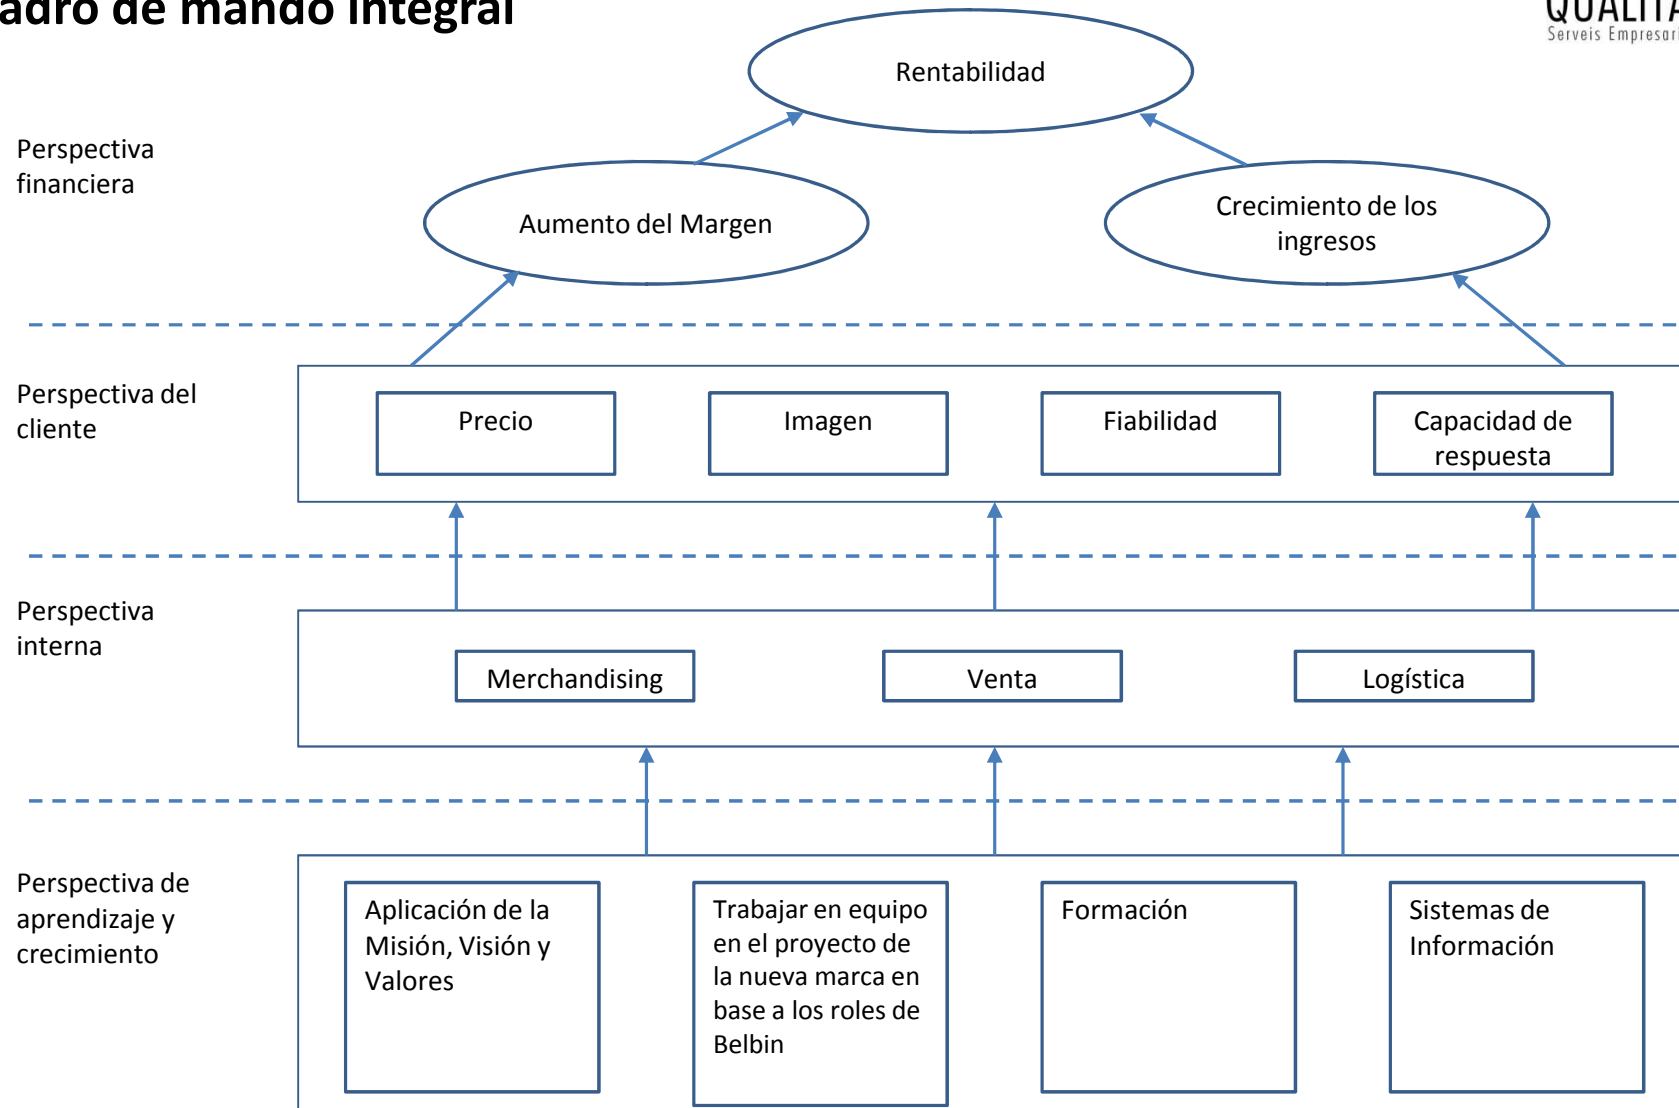 adro de mando integral
QUALITA
Serveis Empresari
Rentabilidad
Perspectiva
financiera
Aumento del Margen
Crecimiento de los
ingresos
Perspectiva del
cliente
Precio
Imagen
Fiabilidad
Capacidad de
respuesta
Perspectiva
interna
Merchandising
Venta
Logística
Perspectiva de
aprendizaje y
crecimiento
Aplicación de la
Misión, Visión y
Valores
Trabajar en equipo
en el proyecto de
la nueva marca en
base a los roles de
Belbin
Formación
Sistemas de
Información